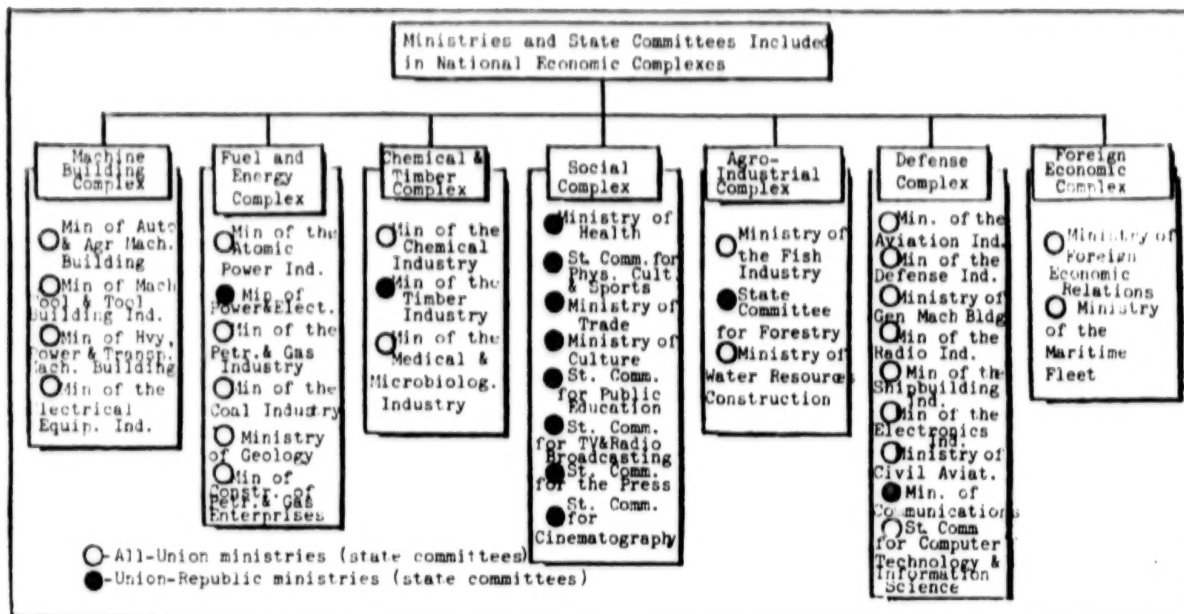 Ministries and State Committees Included
in National Economic Complexes
Machine
Building
Complex
Min of Auto
& Agr Mach.
Building
Min of Mach
Tool & Tool
Building Ind.
Min of Hvy,
Power & Transp.
Mach. Building
Min of the
Electrical
Equip. Ind.
Fuel and
Energy
Complex
Min of the
Atomic
Power Ind.
Min of
Power&Elect.
Min of the
Petr.& Gas
Industry
Min of the
Coal Industry
Ministry
of Geology
Min of
Constr. of
Petr.& Gas
Enterprises
Chemical &
Timber
Complex
Min of the
Chemical
Industry
Min of the
Timber
Industry
Min of the
Medical &
Microbiolog.
Industry
Social
Complex
Ministry of
Health
St Comm. for
Phys. Cult.
& Sports
Ministry of
Trade
Ministry of
Culture
St. Comm.
for Public
Education
St. Comm.
for TV&Radio
Broadcasting
St. Comm.
for the Press
St. Comm.
for
Cinematography
Agro-
Industrial
Complex
Ministry of
the Fish
Industry
State
Committee
for Forestry
Ministry of
Water Resources
Construction
Defense
Complex
Min. of the
Aviation Ind.
Min of the
Defense Ind.
Ministry of
Gen Mach Bldg
Min of the
Radio Ind.
Min of the
Shipbuilding
Ind.
Min of the
Electronics
Ind.
Ministry of
Civil Aviat.
Min. of
Communications
St Comm
for Computer
Technology &
Information
Science
Foreign
Economic
Complex
Ministry of
Foreign
Economic
Relations
Ministry
of the
Maritime
Fleet
-All-Union ministries (state committees)
-Union-Republic ministries (state committees)